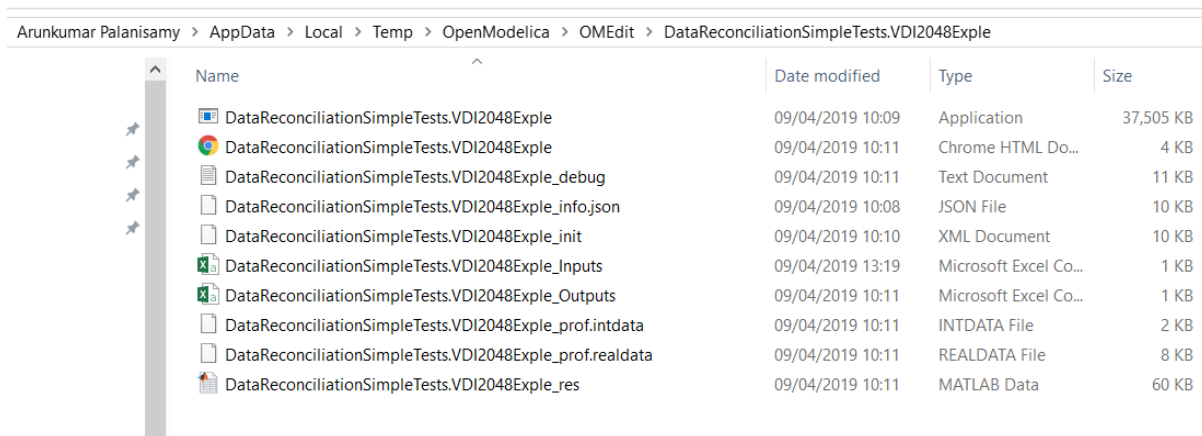 Arunkumar Palanisamy > AppData > Local > Temp > OpenModelica > OMEdit > DataReconciliationSimpleTests.VDI2048Exple
Name Date modified Type Size
DataReconciliationSimpleTests.VDI2048Exple 09/04/2019 10:09 Application 37,505 KB
DataReconciliationSimpleTests.VDI2048Exple 09/04/2019 10:11 Chrome HTML Do... 4 KB
DataReconciliationSimpleTests.VDI2048Exple_debug 09/04/2019 10:11 Text Document 11 KB
DataReconciliationSimpleTests.VDI2048Exple_info.json 09/04/2019 10:08 JSON File 10 KB
DataReconciliationSimpleTests.VDI2048Exple_init 09/04/2019 10:10 XML Document 10 KB
DataReconciliationSimpleTests.VDI2048Exple_Inputs 09/04/2019 13:19 Microsoft Excel Co... 1 KB
DataReconciliationSimpleTests.VDI2048Exple_Outputs 09/04/2019 10:11 Microsoft Excel Co... 1 KB
DataReconciliationSimpleTests.VDI2048Exple_prof.intdata 09/04/2019 10:11 INTDATA File 2 KB
DataReconciliationSimpleTests.VDI2048Exple_prof.realdata 09/04/2019 10:11 REALDATA File 8 KB
DataReconciliationSimpleTests.VDI2048Exple_res 09/04/2019 10:11 MATLAB Data 60 KB